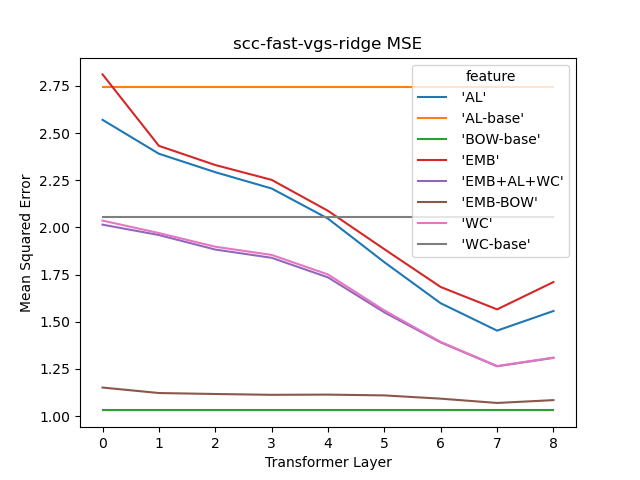 scc-fast-vgs-ridge MSE
Mean Squared Error
2.75
2.50
2.25
2.00
1.75
1.50
1.25
1.00
feature
'AL'
'AL-base'
'BOW-base'
'EMB'
'EMB+AL+WC'
'EMB-BOW'
'WC'
'WC-base'
0 1 2 3 4 5 6 7 8
Transformer Layer